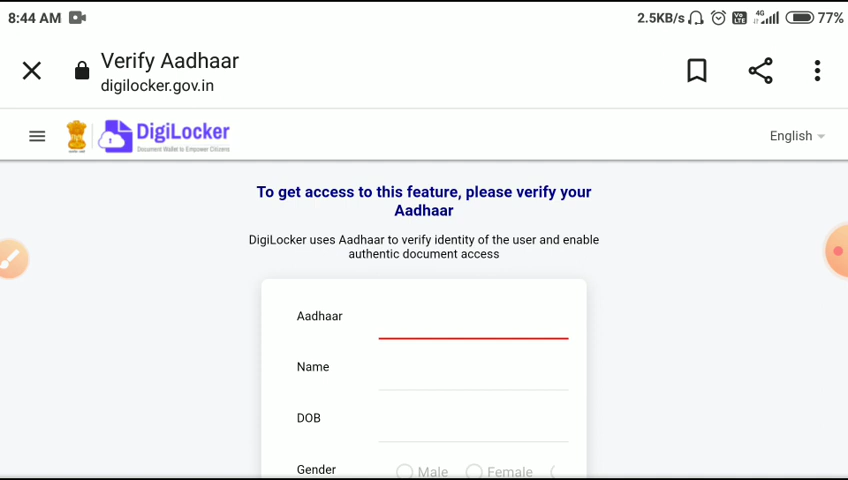 8:44 AM 2.5KB/s 4G 77%
Verify Aadhaar
digilocker.gov.in
DigiLocker
Document Wallet to Empower Citizens
English
To get access to this feature, please verify your
Aadhaar
DigiLocker uses Aadhaar to verify identity of the user and enable
authentic document access
Aadhaar
Name
DOB
Gender Male Female